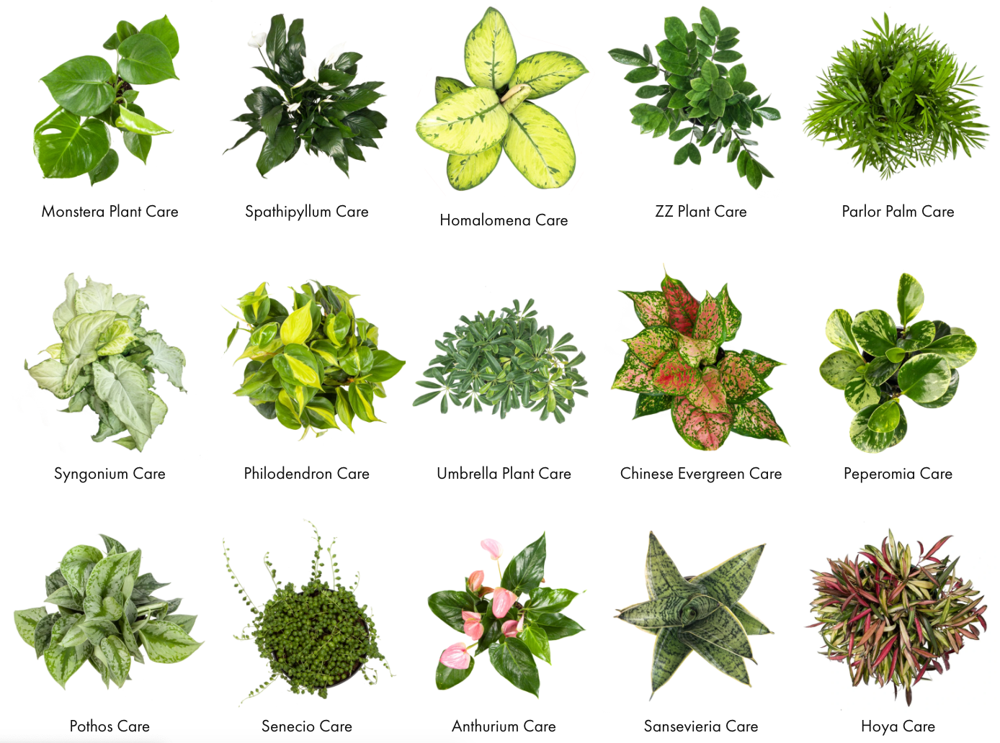 Monstera Plant Care
Spathipyllum Care
Homalomena Care
ZZ Plant Care
Parlor Palm Care
Syngonium Care
Philodendron Care
Umbrella Plant Care
Chinese Evergreen Care
Peperomia Care
Pothos Care
Senecio Care
Anthurium Care
Sansevieria Care
Hoya Care